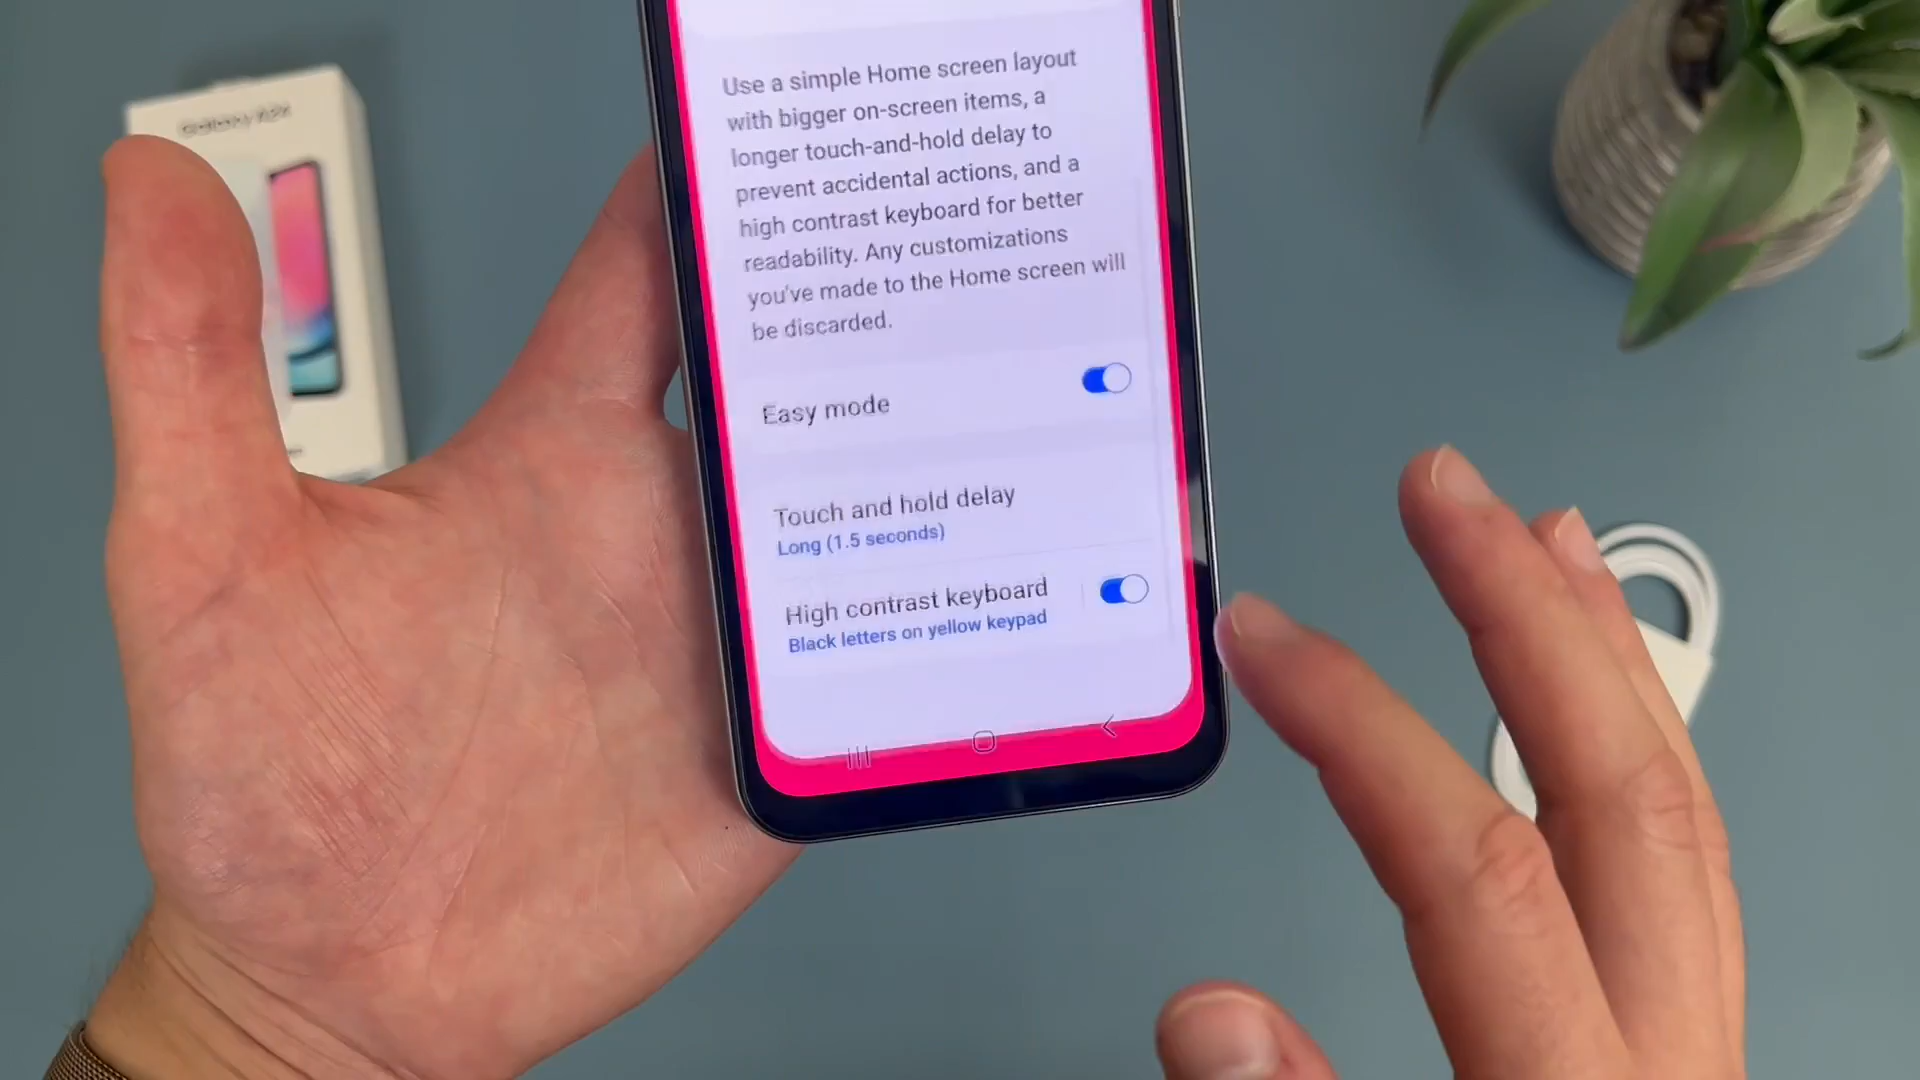 Use a simple Home screen layout
with bigger on-screen items, a
longer touch-and-hold delay to
prevent accidental actions, and a
high contrast keyboard for better
readability. Any customizations
you've made to the Home screen will
be discarded.
Easy mode
Touch and hold delay
Long (1.5 seconds)
High contrast keyboard
Black letters on yellow keypad
Galaxy